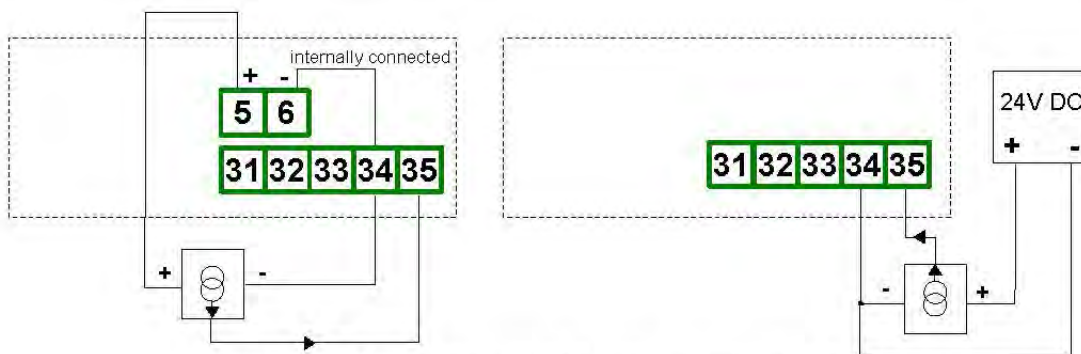 internally connected
+ -
5 6
31 32 33 34 35
+ -
24V DC
+ -
31 32 33 34 35
- +